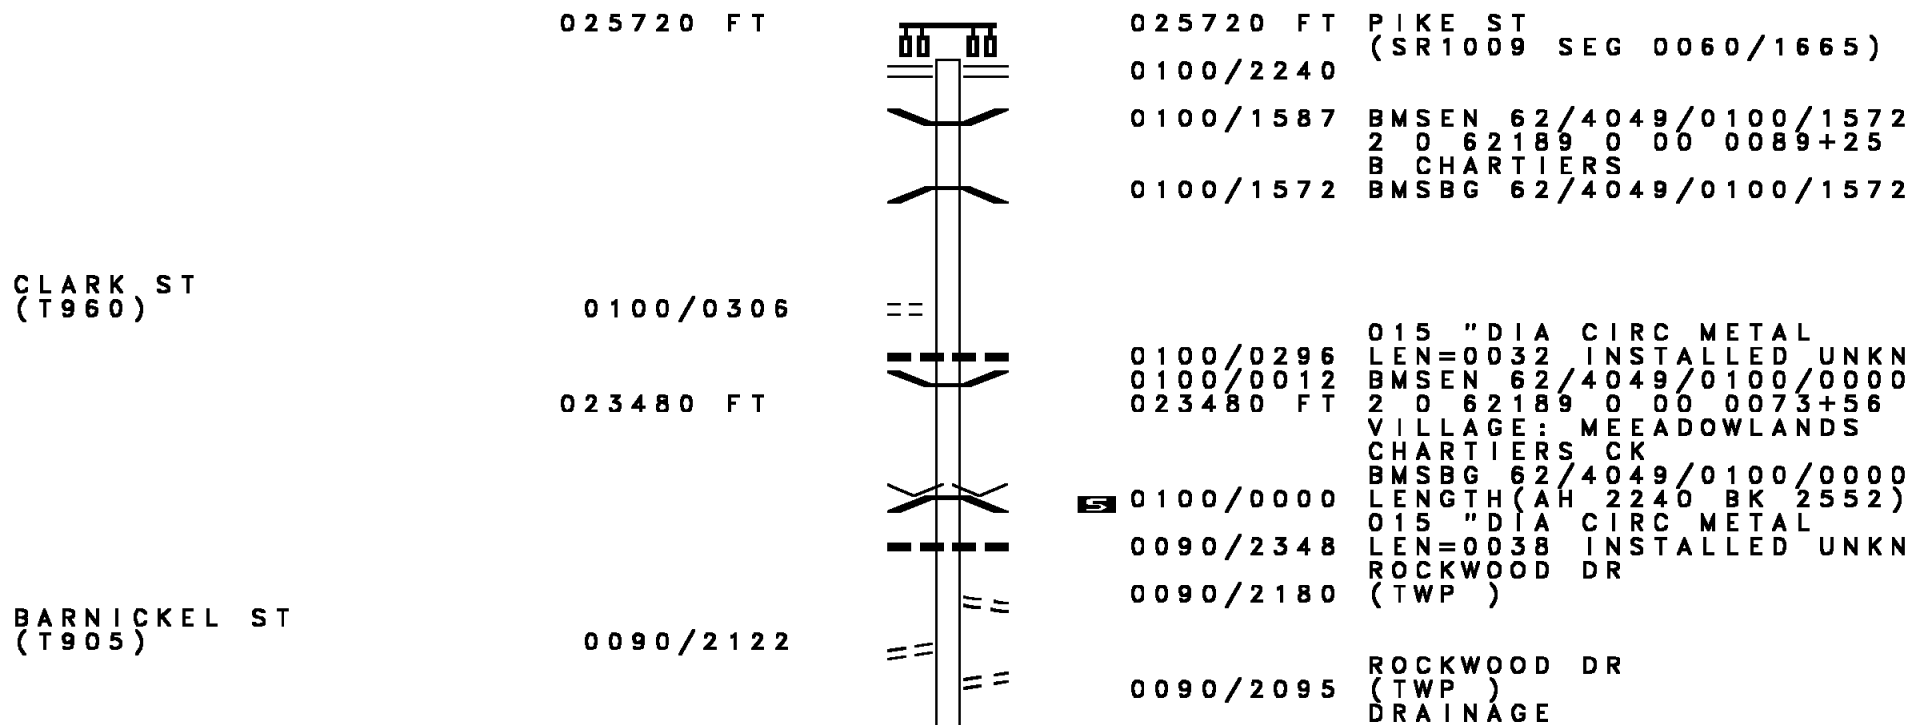 025720 FT 025720 FT PIKE ST
(SR1009 SEG 0060/1665)
0100/2240
0100/1587 BMSEN 62/4049/0100/1572
2 0 62189 0 00 0089+25
B CHARTIERS
0100/1572 BMSBG 62/4049/0100/1572
CLARK ST
(T960) 0100/0306
015 "DIA CIRC METAL
0100/0296 LEN=0032 INSTALLED UNKN
0100/0012 BMSEN 62/4049/0100/0000
023480 FT 023480 FT 2 0 62189 0 00 0073+56
VILLAGE: MEEADOWLANDS
CHARTIERS CK
BMSBG 62/4049/0100/0000
S 0100/0000 LENGTH(AH 2240 BK 2552)
015 "DIA CIRC METAL
0090/2348 LEN=0038 INSTALLED UNKN
ROCKWOOD DR
0090/2180 (TWP )
BARNICKEL ST
(T905) 0090/2122
ROCKWOOD DR
0090/2095 (TWP )
DRAINAGE